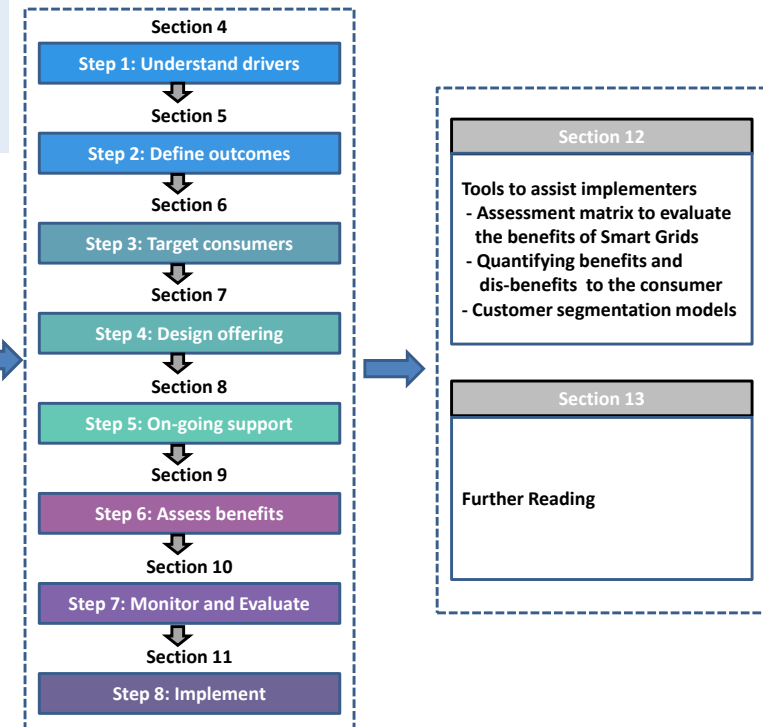 Section 4
Step 1: Understand drivers
Section 5
Step 2: Define outcomes
Section 6
Step 3: Target consumers
Section 7
Step 4: Design offering
Section 8
Step 5: On-going support
Section 9
Step 6: Assess benefits
Section 10
Step 7: Monitor and Evaluate
Section 11
Step 8: Implement
Section 12
Tools to assist implementers
- Assessment matrix to evaluate
the benefits of Smart Grids
- Quantifying benefits and
dis-benefits to the consumer
- Customer segmentation models
Section 13
Further Reading